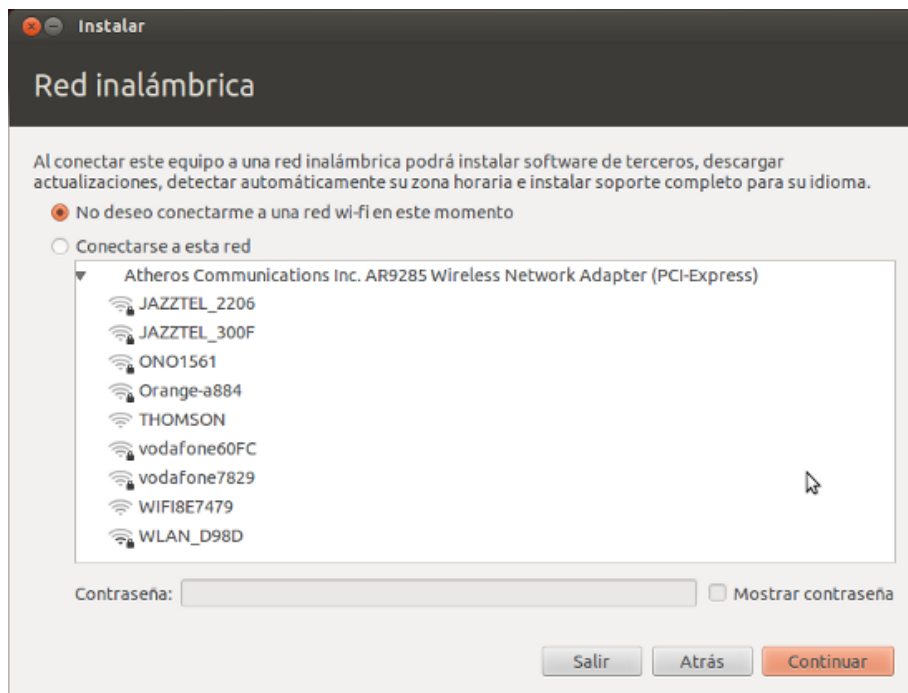 Instalar
Red inalámbrica
Al conectar este equipo a una red inalámbrica podrá instalar software de terceros, descargar
actualizaciones, detectar automáticamente su zona horaria e instalar soporte completo para su idioma.
No deseo conectarme a una red wi-fi en este momento
Conectarse a esta red
Atheros Communications Inc. AR9285 Wireless Network Adapter (PCI-Express)
JAZZTEL_2206
JAZZTEL_300F
ONO1561
Orange-a884
THOMSON
vodafone60FC
vodafone7829
WIFI8E7479
WLAN_D98D
Contraseña: Mostrar contraseña
Salir Atrás Continuar